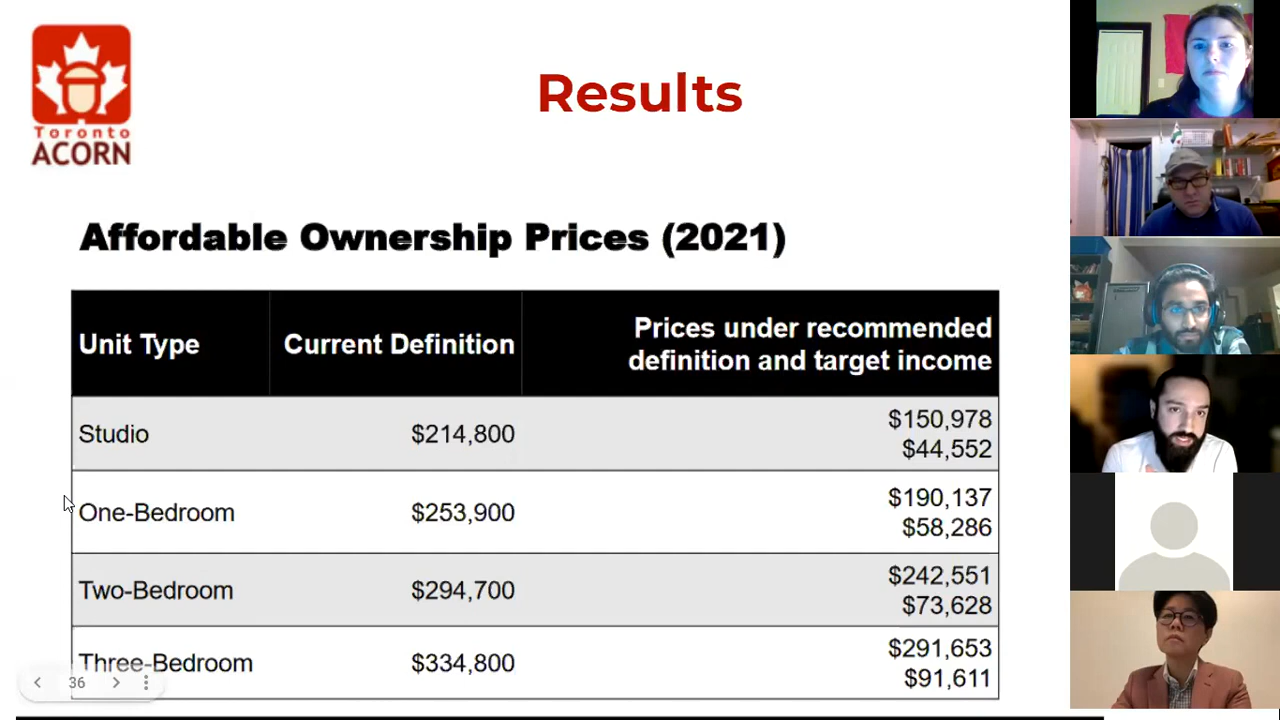 Toronto
ACORN
Results
Affordable Ownership Prices (2021)
Unit Type
Current Definition
Prices under recommended
definition and target income
Studio
$214,800
$150,978
$44,552
One-Bedroom
$253,900
$190,137
$58,286
Two-Bedroom
$294,700
$242,551
$73,628
Three-Bedroom
$334,800
$291,653
$91,611
36